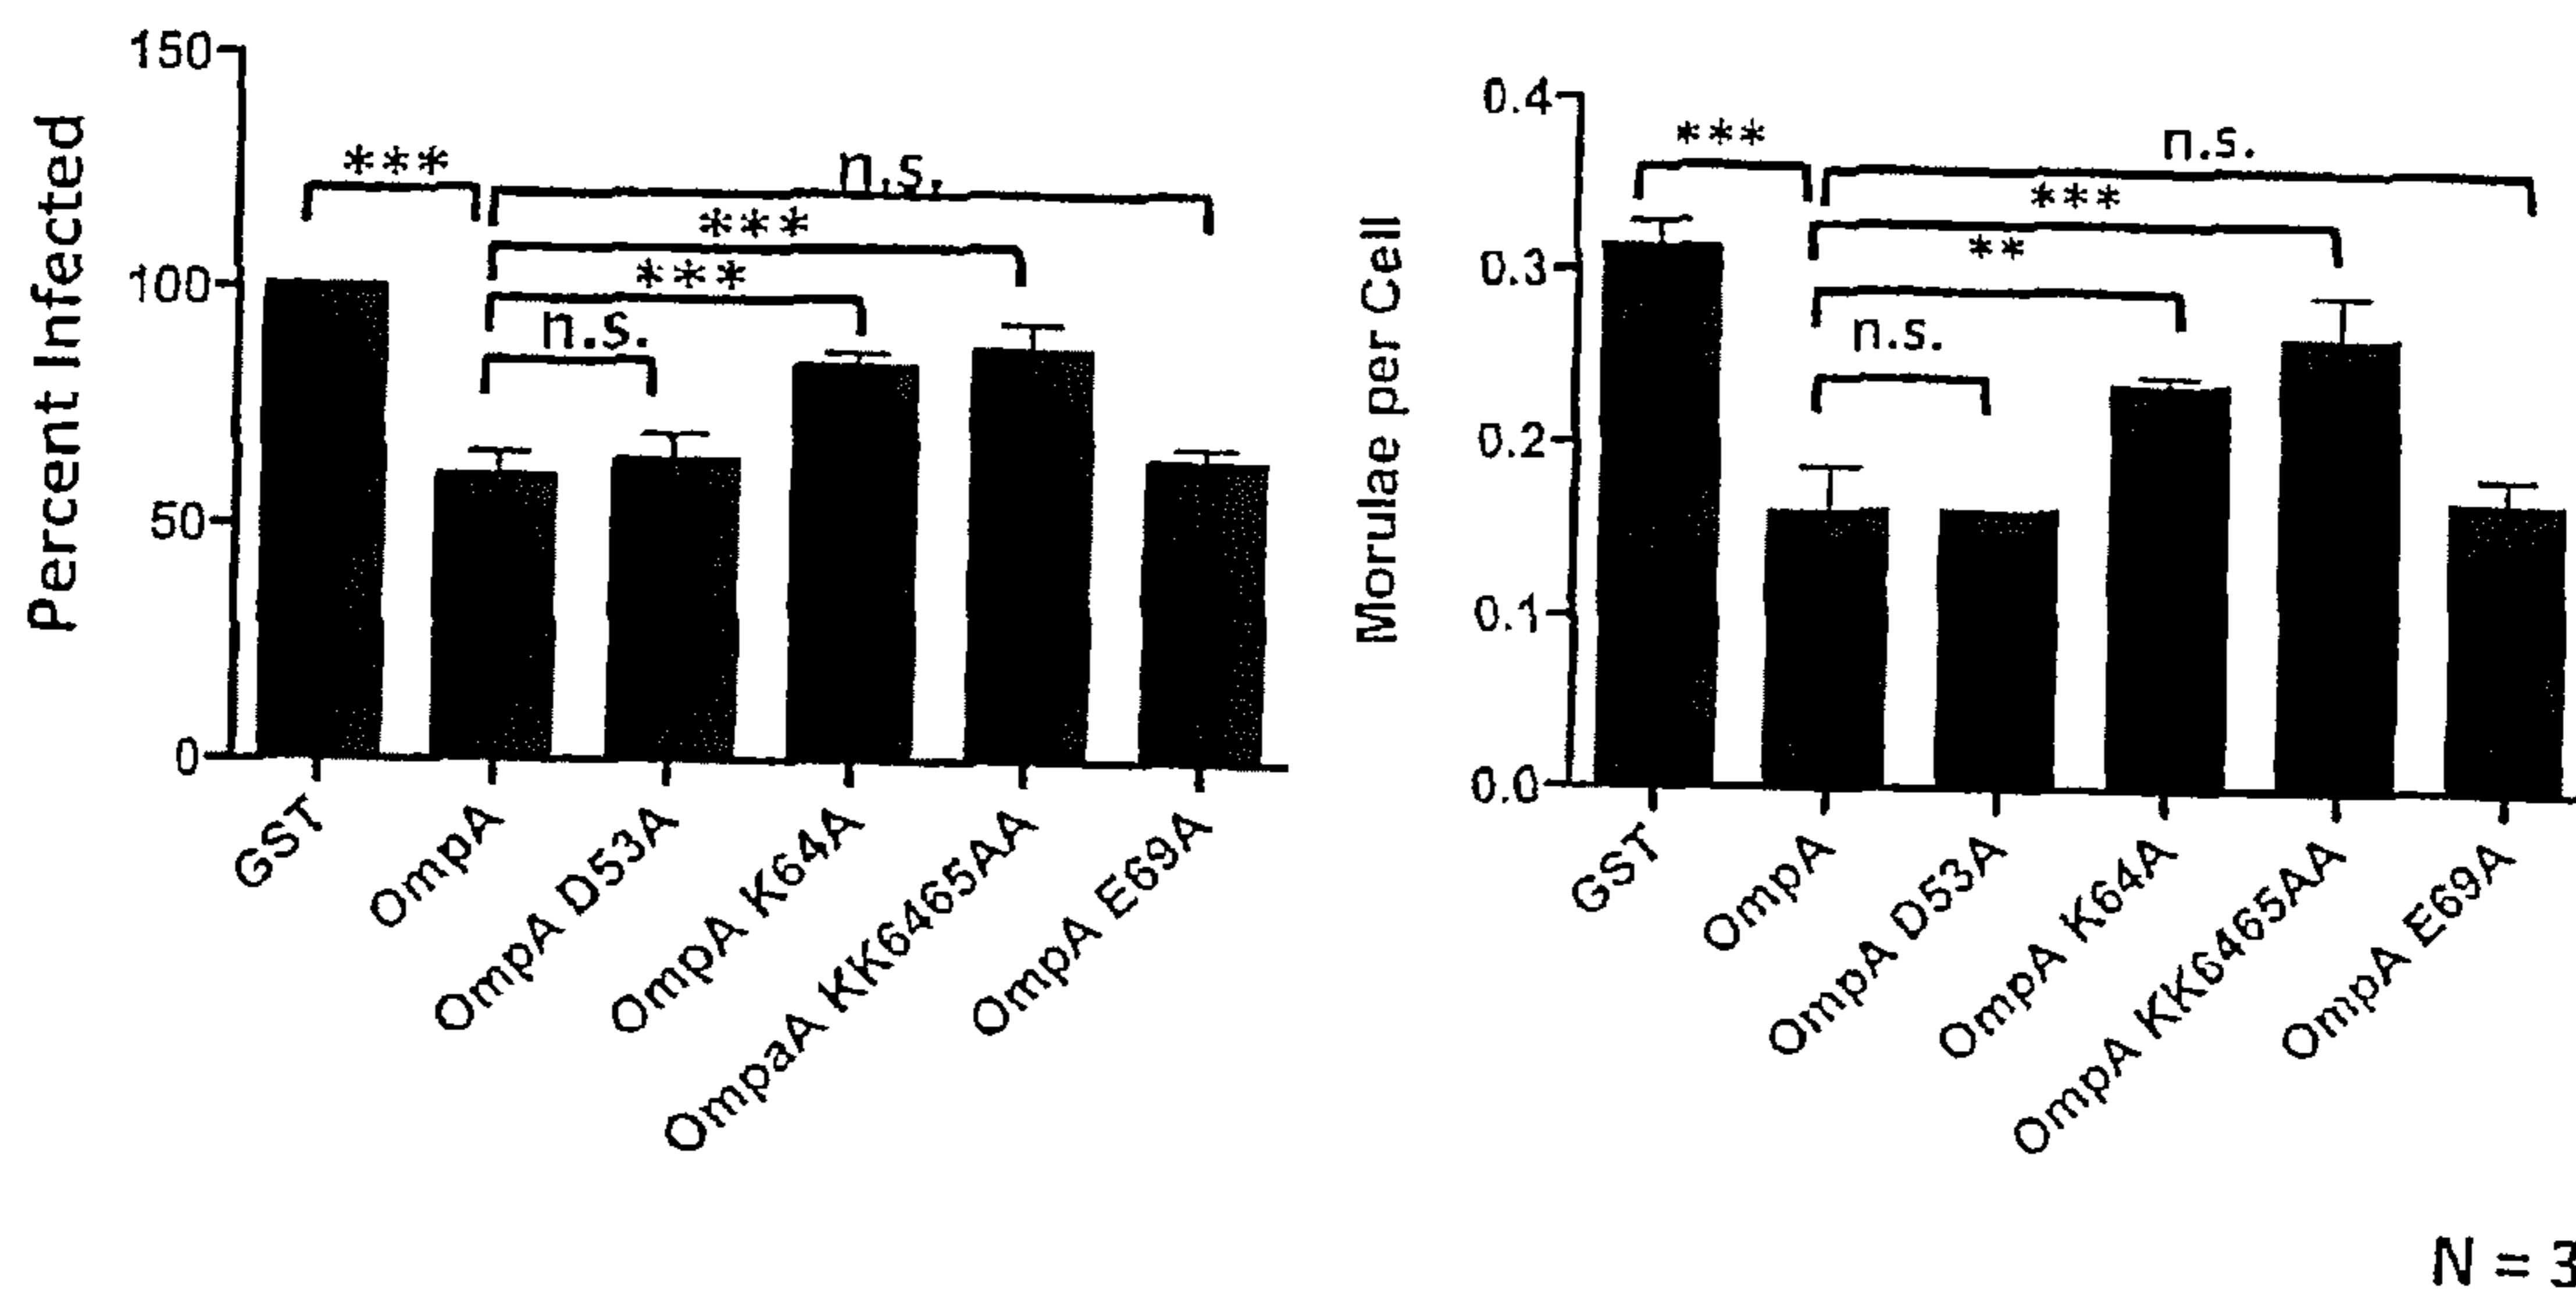 Percent Infected
150
100
50
0
***
n.s.
***
***
n.s.
GST
OmpA
OmpA D53A
OmpA K64A
OmpaA KK6465AA
OmpA E69A
Morulae per Cell
0.4
0.3
0.2
0.1
0.0
***
n.s.
***
**
n.s.
GST
OmpA
OmpA D53A
OmpA K64A
OmpA KK6465AA
OmpA E69A
N = 3